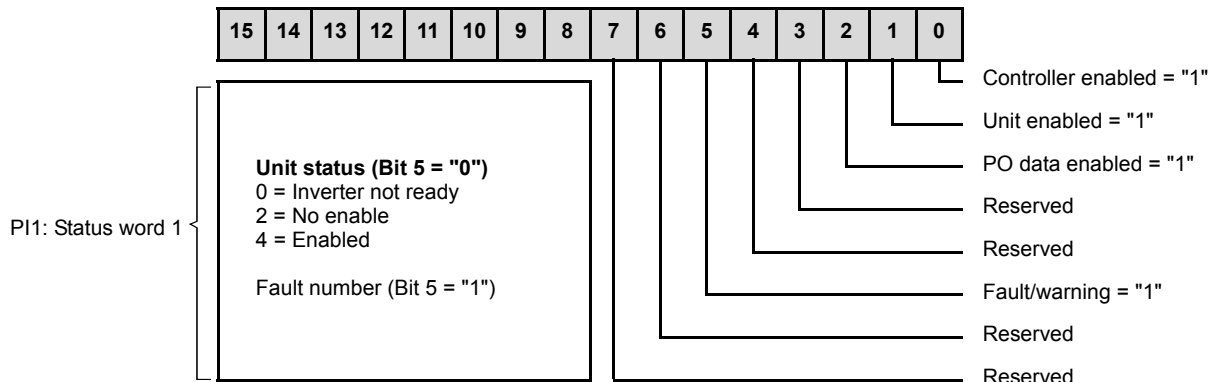 15 14 13 12 11 10 9 8 7 6 5 4 3 2 1 0
Controller enabled = "1"
Unit enabled = "1"
PO data enabled = "1"
Reserved
Reserved
Fault/warning = "1"
Reserved
Reserved
PI1: Status word 1
Unit status (Bit 5 = "0")
0 = Inverter not ready
2 = No enable
4 = Enabled
Fault number (Bit 5 = "1")